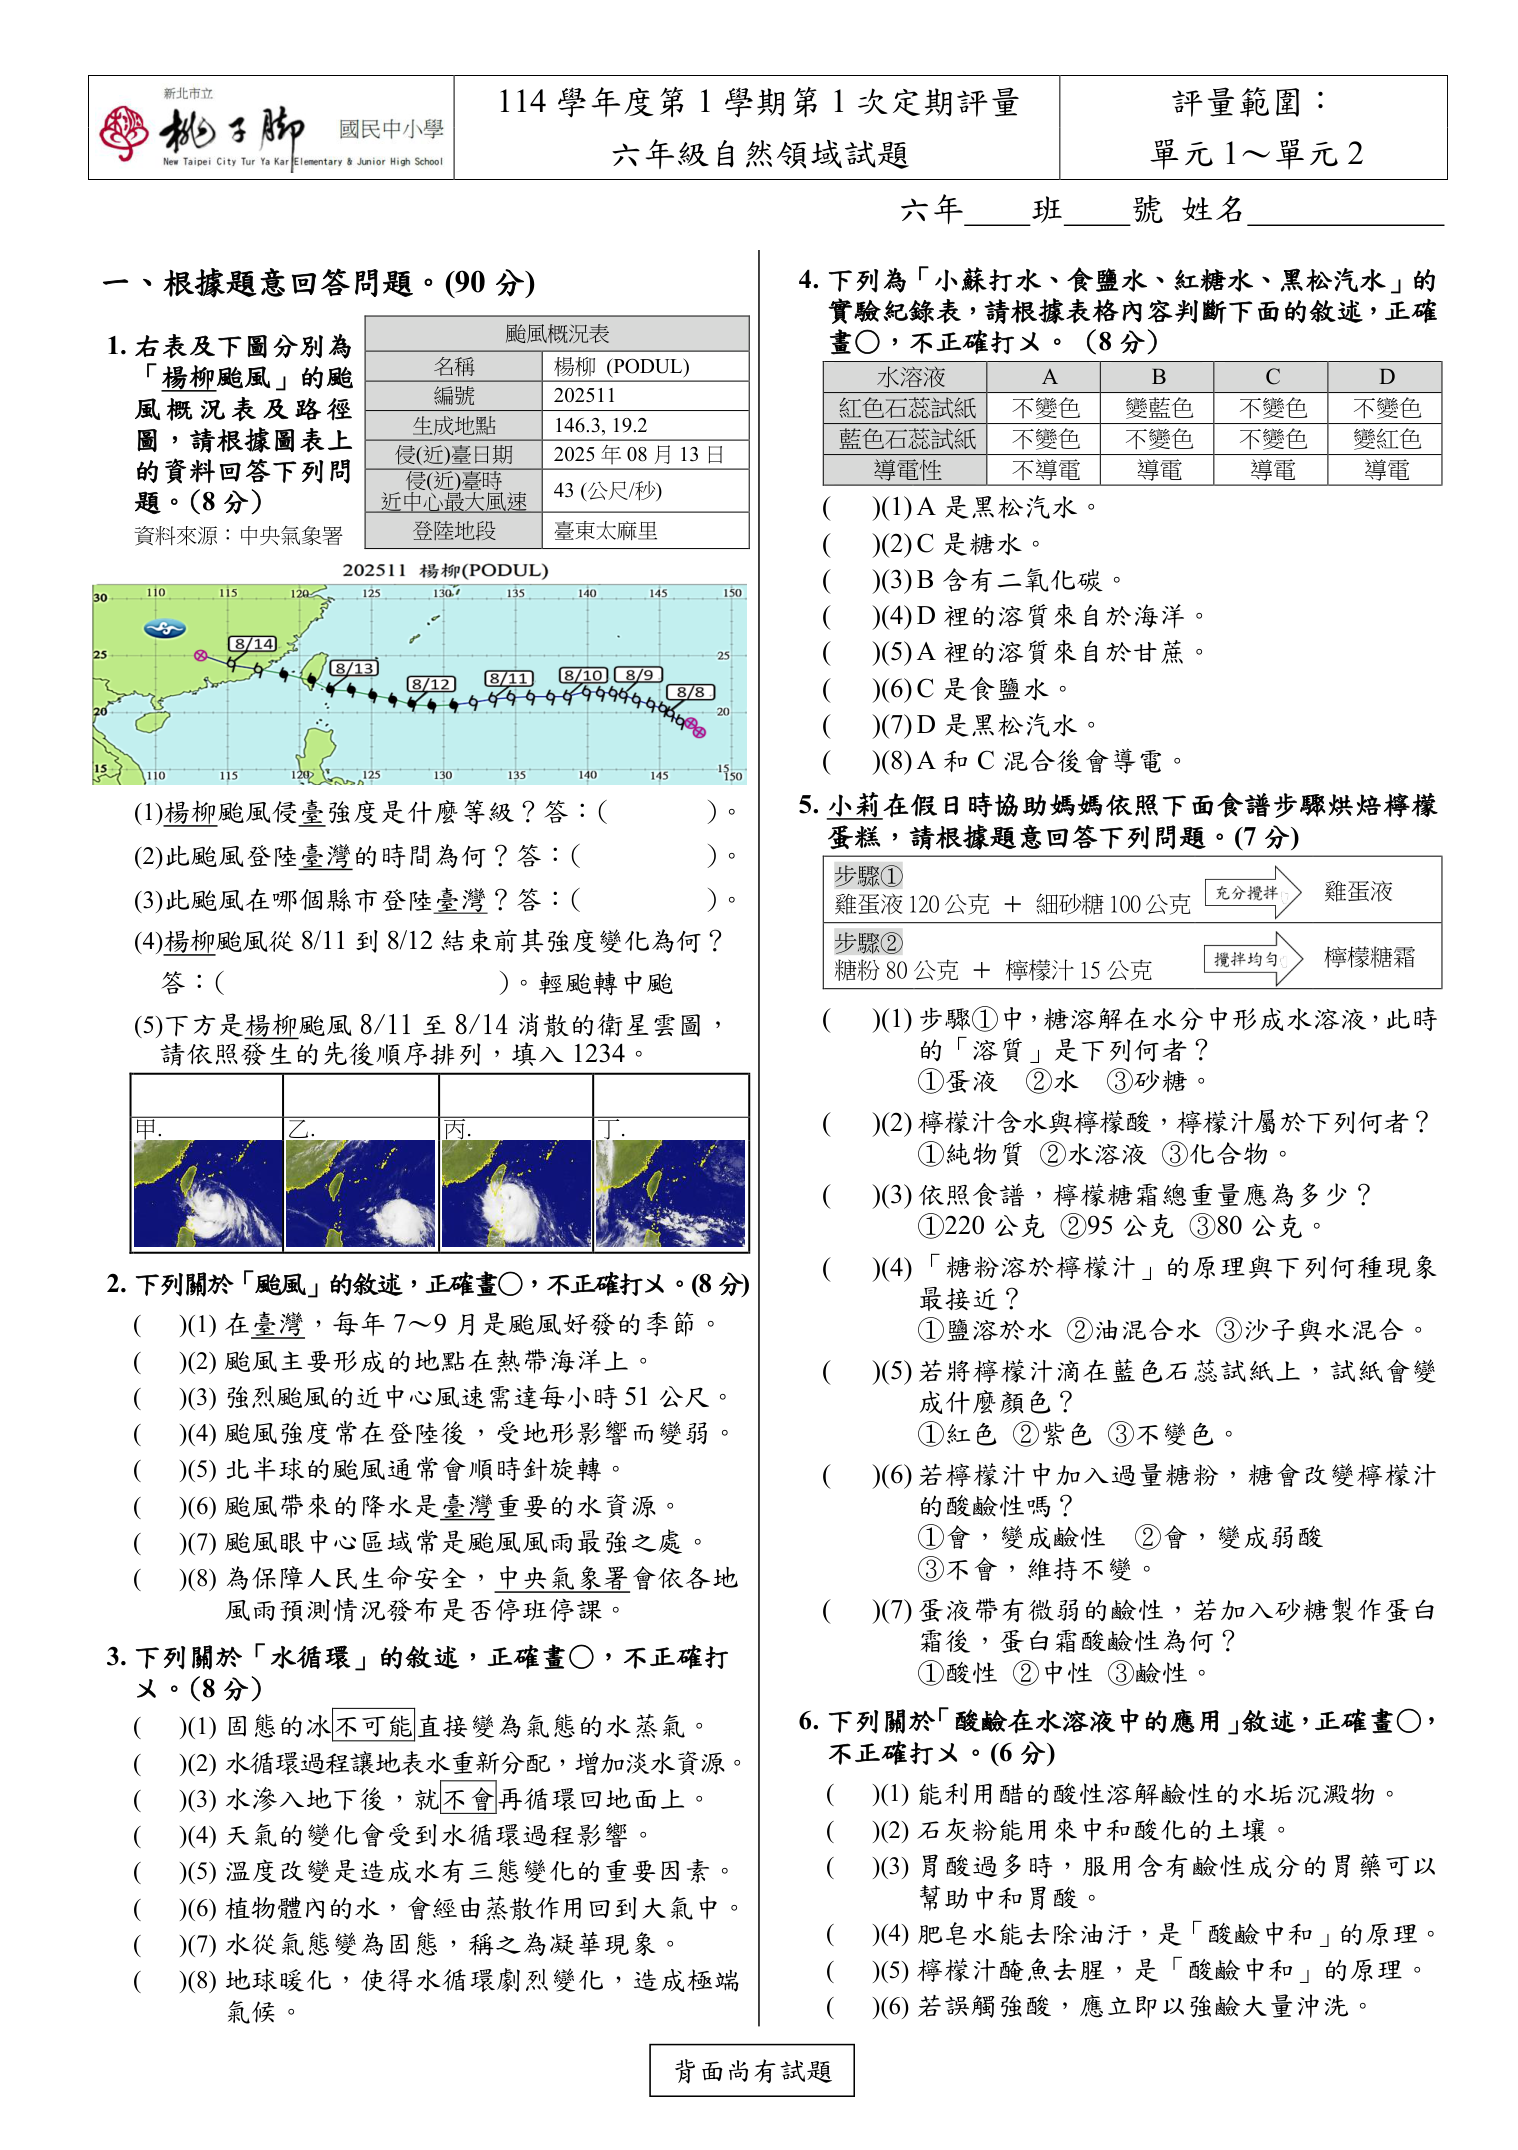 新北市立
桃子腳 國民中小學
New Taipei City Tur Ya Kar Elementary & Junior High School
114 學年度第 1 學期第 1 次定期評量
六年級自然領域試題
評量範圍：
單元 1～單元 2
六年____班____號 姓名____________
一、根據題意回答問題。(90 分)
1. 右表及下圖分別為
「楊柳颱風」的颱
風概況表及路徑
圖，請根據圖表上
的資料回答下列問
題。（8 分）
資料來源：中央氣象署
颱風概況表
名稱 楊柳 (PODUL)
編號 202511
生成地點 146.3, 19.2
侵(近)臺日期 2025 年 08 月 13 日
侵(近)臺時
近中心最大風速 43 (公尺/秒)
登陸地段 臺東太麻里
202511 楊柳(PODUL)
30 110 115 120 125 130 135 140 145 150
8/14 8/13 8/12 8/11 8/10 8/9 8/8
25 25
20 20
15 110 115 120 125 130 135 140 145 15 150
(1)楊柳颱風侵臺強度是什麼等級？答：( )。
(2)此颱風登陸臺灣的時間為何？答：( )。
(3)此颱風在哪個縣市登陸臺灣？答：( )。
(4)楊柳颱風從 8/11 到 8/12 結束前其強度變化為何？
答：( )。輕颱轉中颱
(5)下方是楊柳颱風 8/11 至 8/14 消散的衛星雲圖，
請依照發生的先後順序排列，填入 1234。
甲. 乙. 丙. 丁.
2. 下列關於「颱風」的敘述，正確畫○，不正確打ㄨ。(8 分)
( )(1) 在臺灣，每年 7～9 月是颱風好發的季節。
( )(2) 颱風主要形成的地點在熱帶海洋上。
( )(3) 強烈颱風的近中心風速需達每小時 51 公尺。
( )(4) 颱風強度常在登陸後，受地形影響而變弱。
( )(5) 北半球的颱風通常會順時針旋轉。
( )(6) 颱風帶來的降水是臺灣重要的水資源。
( )(7) 颱風眼中心區域常是颱風風雨最強之處。
( )(8) 為保障人民生命安全，中央氣象署會依各地
風雨預測情況發布是否停班停課。
3. 下列關於「水循環」的敘述，正確畫○，不正確打
ㄨ。（8 分）
( )(1) 固態的冰不可能直接變為氣態的水蒸氣。
( )(2) 水循環過程讓地表水重新分配，增加淡水資源。
( )(3) 水滲入地下後，就不會再循環回地面上。
( )(4) 天氣的變化會受到水循環過程影響。
( )(5) 溫度改變是造成水有三態變化的重要因素。
( )(6) 植物體內的水，會經由蒸散作用回到大氣中。
( )(7) 水從氣態變為固態，稱之為凝華現象。
( )(8) 地球暖化，使得水循環劇烈變化，造成極端
氣候。
4. 下列為「小蘇打水、食鹽水、紅糖水、黑松汽水」的
實驗紀錄表，請根據表格內容判斷下面的敘述，正確
畫○，不正確打ㄨ。（8 分）
水溶液 A B C D
紅色石蕊試紙 不變色 變藍色 不變色 不變色
藍色石蕊試紙 不變色 不變色 不變色 變紅色
導電性 不導電 導電 導電 導電
( )(1) A 是黑松汽水。
( )(2) C 是糖水。
( )(3) B 含有二氧化碳。
( )(4) D 裡的溶質來自於海洋。
( )(5) A 裡的溶質來自於甘蔗。
( )(6) C 是食鹽水。
( )(7) D 是黑松汽水。
( )(8) A 和 C 混合後會導電。
5. 小莉在假日時協助媽媽依照下面食譜步驟烘焙檸檬
蛋糕，請根據題意回答下列問題。(7 分)
步驟①
雞蛋液 120 公克 ＋ 細砂糖 100 公克 充分攪拌 雞蛋液
步驟②
糖粉 80 公克 ＋ 檸檬汁 15 公克 攪拌均勻 檸檬糖霜
( )(1) 步驟①中，糖溶解在水分中形成水溶液，此時
的「溶質」是下列何者？
①蛋液 ②水 ③砂糖。
( )(2) 檸檬汁含水與檸檬酸，檸檬汁屬於下列何者？
①純物質 ②水溶液 ③化合物。
( )(3) 依照食譜，檸檬糖霜總重量應為多少？
①220 公克 ②95 公克 ③80 公克。
( )(4) 「糖粉溶於檸檬汁」的原理與下列何種現象
最接近？
①鹽溶於水 ②油混合水 ③沙子與水混合。
( )(5) 若將檸檬汁滴在藍色石蕊試紙上，試紙會變
成什麼顏色？
①紅色 ②紫色 ③不變色。
( )(6) 若檸檬汁中加入過量糖粉，糖會改變檸檬汁
的酸鹼性嗎？
①會，變成鹼性 ②會，變成弱酸
③不會，維持不變。
( )(7) 蛋液帶有微弱的鹼性，若加入砂糖製作蛋白
霜後，蛋白霜酸鹼性為何？
①酸性 ②中性 ③鹼性。
6. 下列關於「酸鹼在水溶液中的應用」敘述，正確畫○，
不正確打ㄨ。(6 分)
( )(1) 能利用醋的酸性溶解鹼性的水垢沉澱物。
( )(2) 石灰粉能用來中和酸化的土壤。
( )(3) 胃酸過多時，服用含有鹼性成分的胃藥可以
幫助中和胃酸。
( )(4) 肥皂水能去除油汙，是「酸鹼中和」的原理。
( )(5) 檸檬汁醃魚去腥，是「酸鹼中和」的原理。
( )(6) 若誤觸強酸，應立即以強鹼大量沖洗。
背面尚有試題